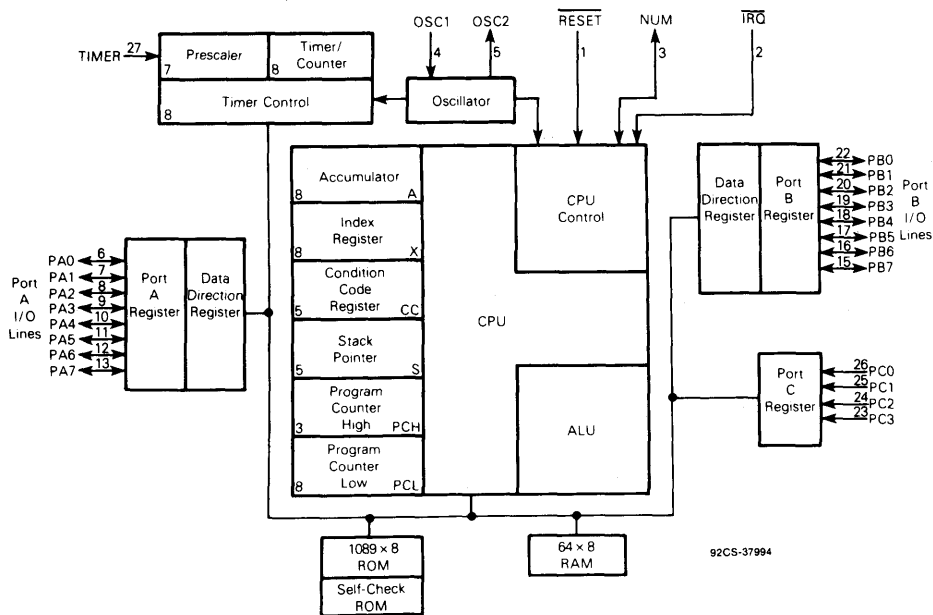 OSC1
OSC2
RESET
NUM
IRQ
TIMER 27
4
5
1
3
2
Prescaler
7
Timer/
Counter
8
Timer Control
8
Oscillator
Accumulator
8 A
Index
Register
8 X
Condition
Code
Register
5 CC
Stack
Pointer
5 S
Program
Counter
High
3 PCH
Program
Counter
Low
8 PCL
CPU
CPU
Control
ALU
Port
A
I/O
Lines
PA0 6
PA1 7
PA2 8
PA3 9
PA4 10
PA5 11
PA6 12
PA7 13
Port
A
Register
Data
Direction
Register
Data
Direction
Register
Port
B
Register
22 PB0
21 PB1
20 PB2
19 PB3
18 PB4
17 PB5
16 PB6
15 PB7
Port
B
I/O
Lines
Port
C
Register
26 PC0
25 PC1
24 PC2
23 PC3
1089 × 8
ROM
Self-Check
ROM
64 × 8
RAM
92CS-37994